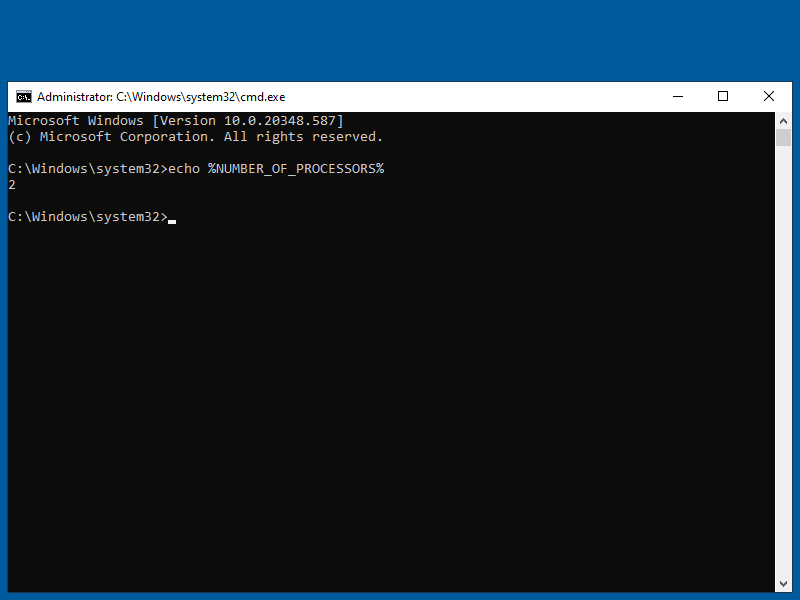 Administrator: C:\Windows\system32\cmd.exe
Microsoft Windows [Version 10.0.20348.587]
(c) Microsoft Corporation. All rights reserved.
C:\Windows\system32>echo %NUMBER_OF_PROCESSORS%
2
C:\Windows\system32>